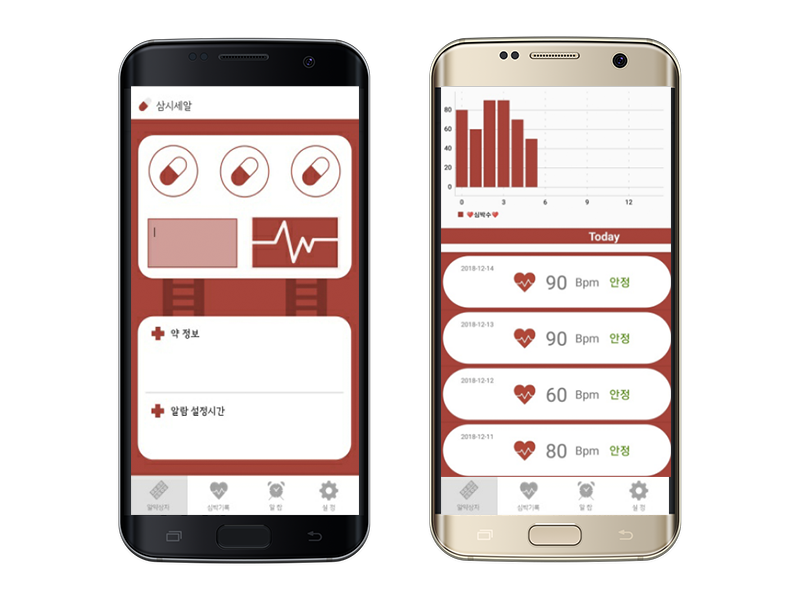 삼시세알
약 정보
알람 설정시간
알약상자
심박기록
알 람
설 정
80
60
40
20
0
0 3 6 9 12
❤심박수❤
Today
2018-12-14
90 Bpm 안정
2018-12-13
90 Bpm 안정
2018-12-12
60 Bpm 안정
2018-12-11
80 Bpm 안정
알약상자
심박기록
알 람
설 정